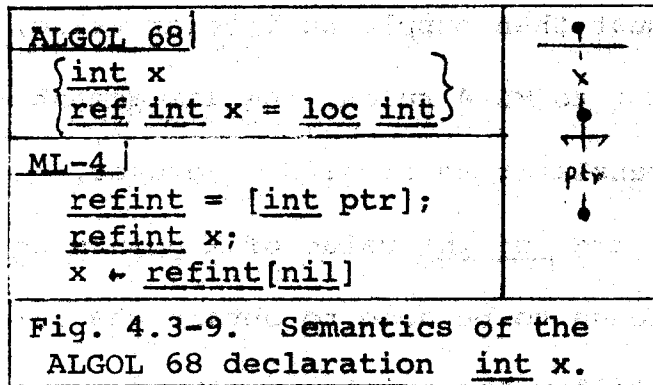 ALGOL 68
int x
ref int x = loc int
ML-4
refint = [int ptr];
refint x;
x ← refint[nil]
x
ptr
Fig. 4.3-9. Semantics of the
ALGOL 68 declaration int x.